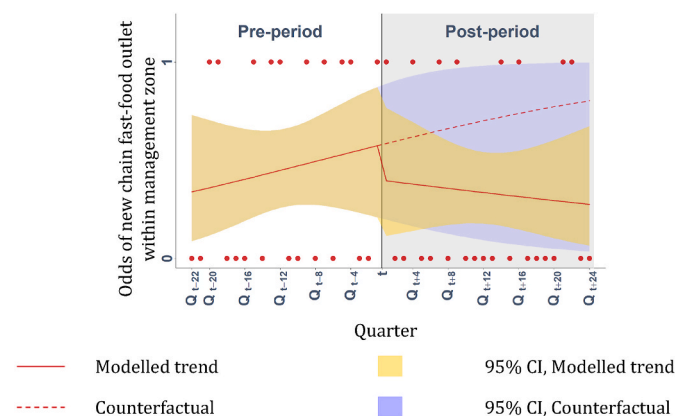 Pre-period
Post-period
Odds of new chain fast-food outlet
within management zone
1
0
Q t−22
Q t−20
Q t−16
Q t−12
Q t−8
Q t−4
t
Q t+4
Q t+8
Q t+12
Q t+16
Q t+20
Q t+24
Quarter
Modelled trend
95% CI, Modelled trend
Counterfactual
95% CI, Counterfactual